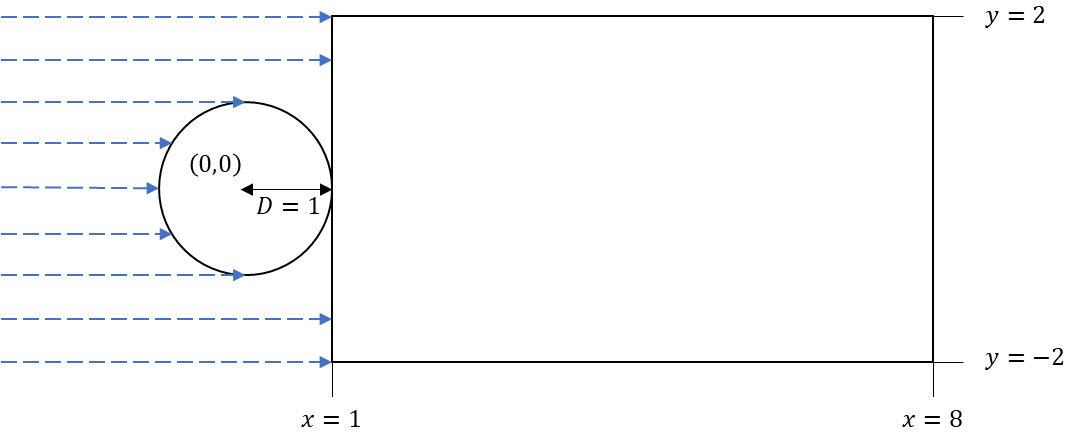 y = 2
(0,0)
D = 1
y = −2
x = 1
x = 8